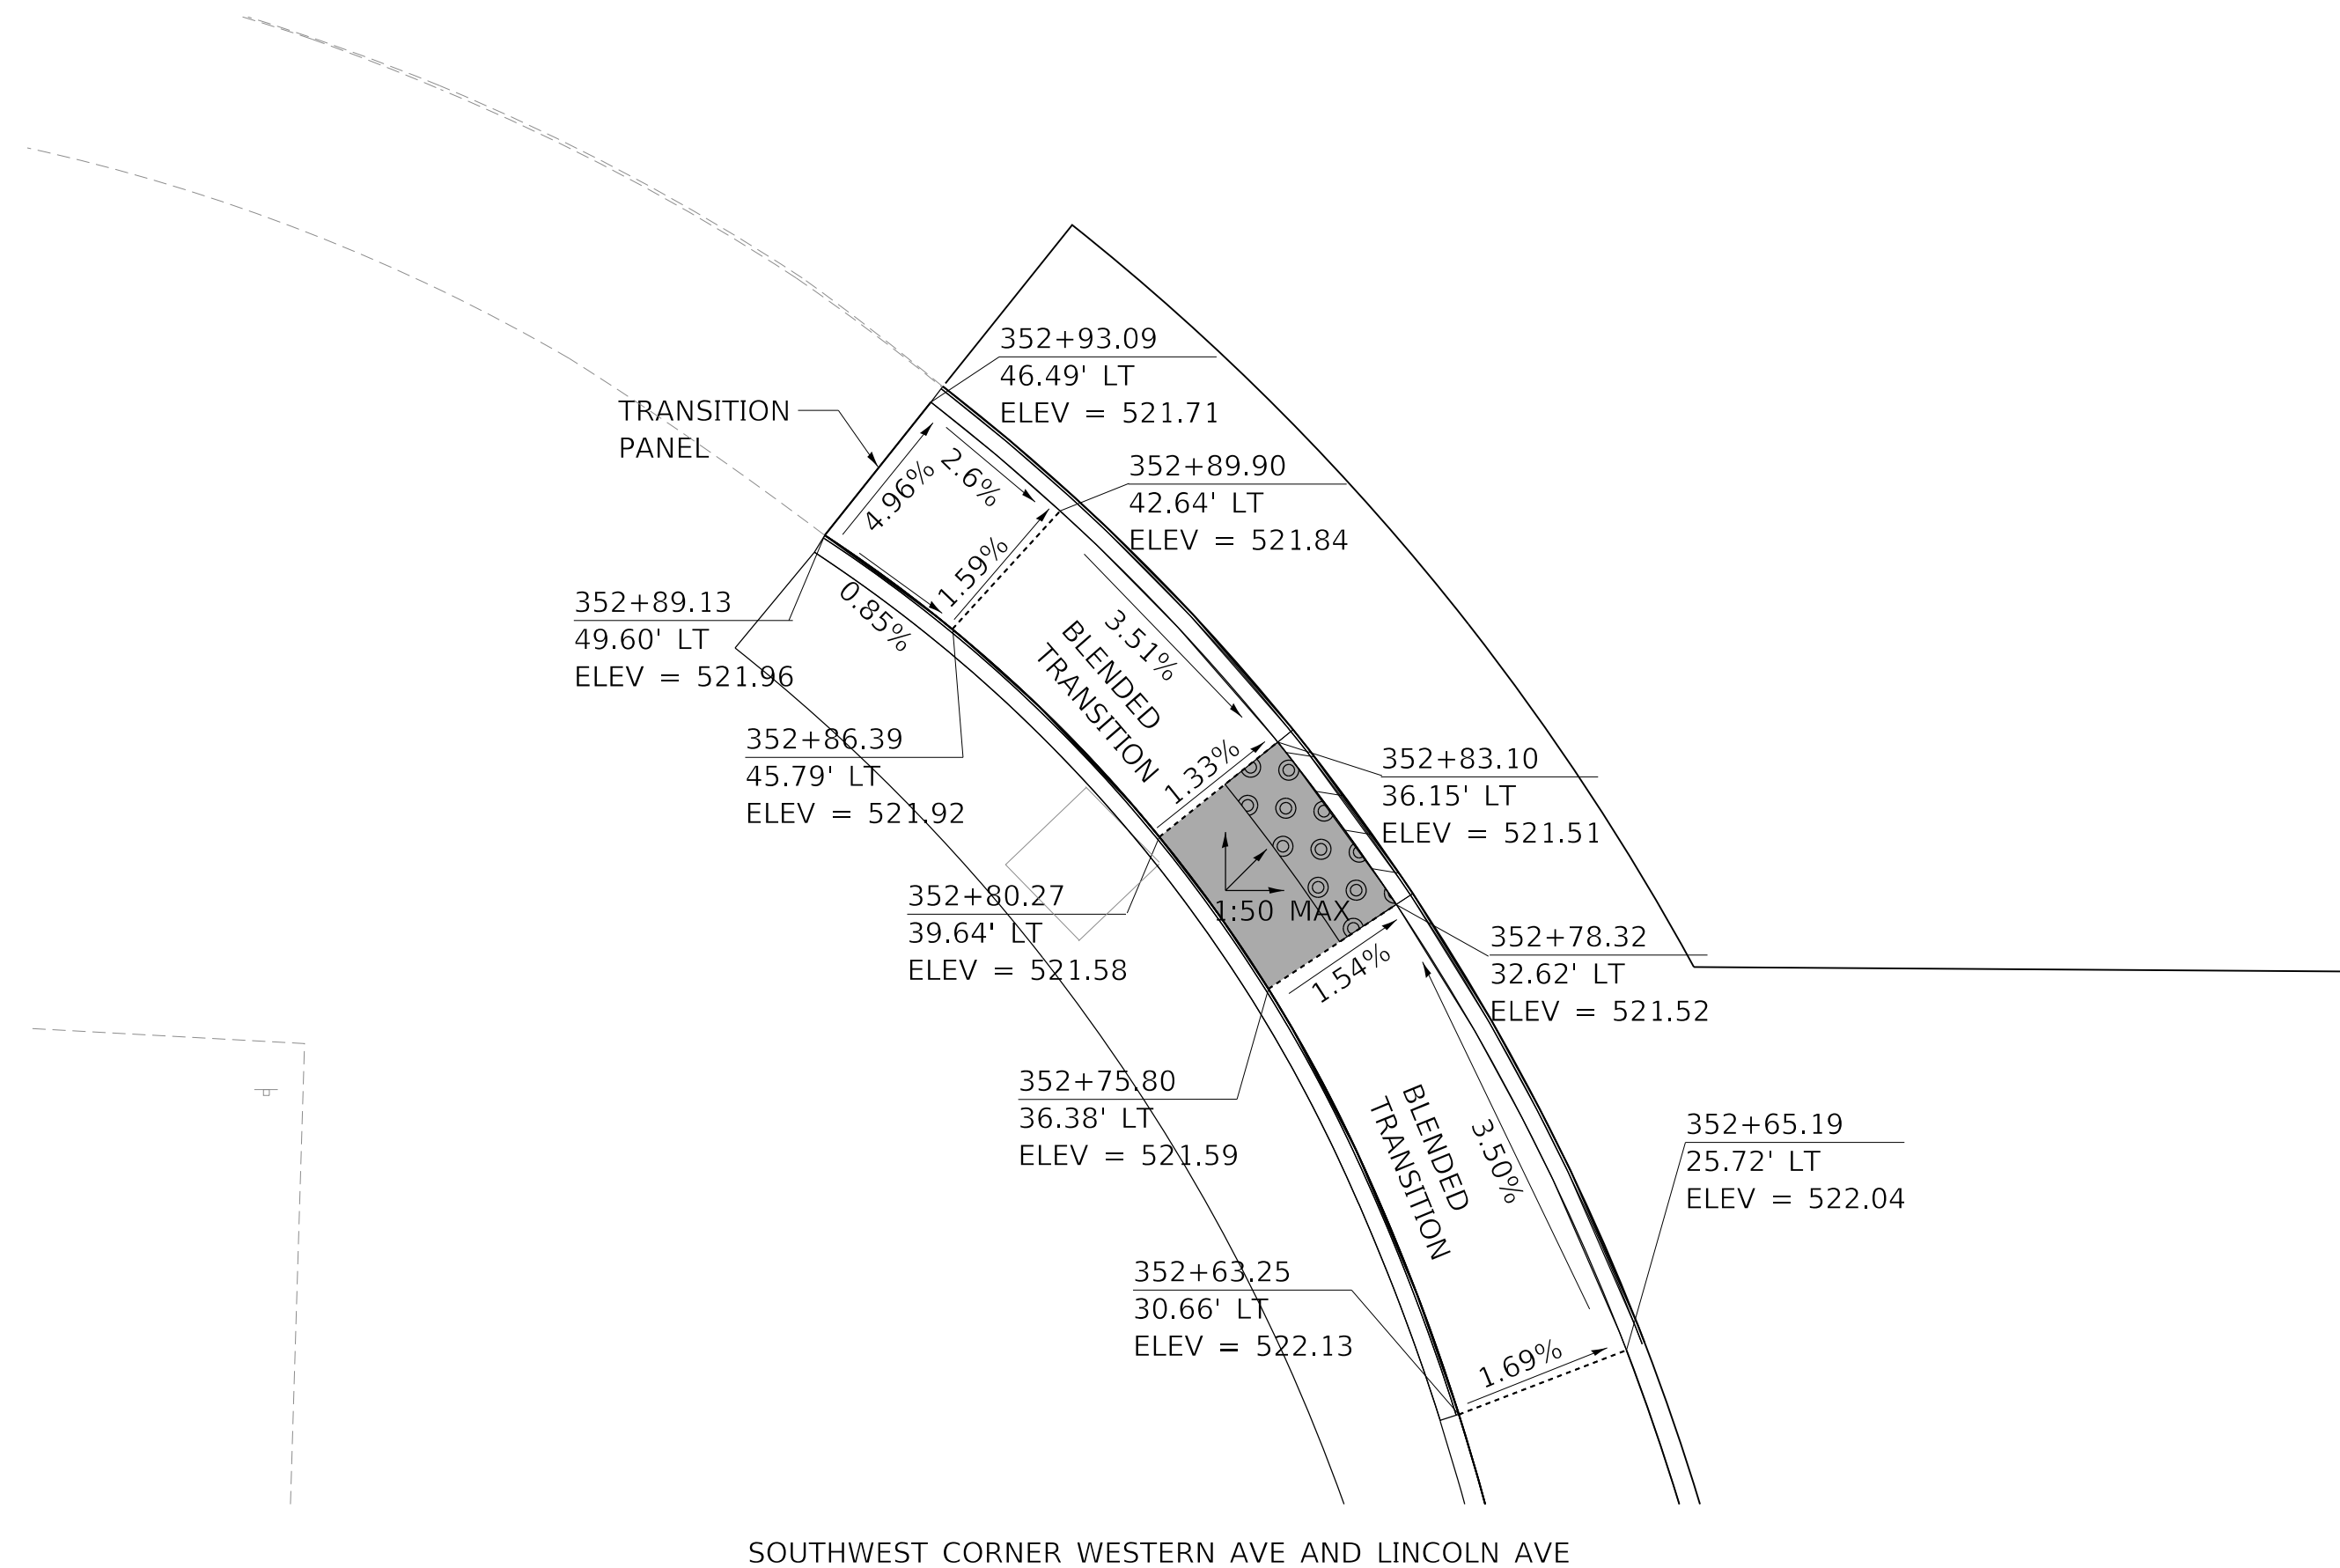 352+93.09
46.49' LT
ELEV = 521.71
TRANSITION
PANEL
4.96%
2.6%
352+89.90
42.64' LT
ELEV = 521.84
1.59%
352+89.13
49.60' LT
ELEV = 521.96
0.85%
3.51%
BLENDED
TRANSITION
352+86.39
45.79' LT
ELEV = 521.92
1.33%
352+83.10
36.15' LT
ELEV = 521.51
352+80.27
39.64' LT
ELEV = 521.58
1:50 MAX
352+78.32
32.62' LT
ELEV = 521.52
1.54%
352+75.80
36.38' LT
ELEV = 521.59
BLENDED
TRANSITION
3.50%
352+65.19
25.72' LT
ELEV = 522.04
352+63.25
30.66' LT
ELEV = 522.13
1.69%
SOUTHWEST CORNER WESTERN AVE AND LINCOLN AVE